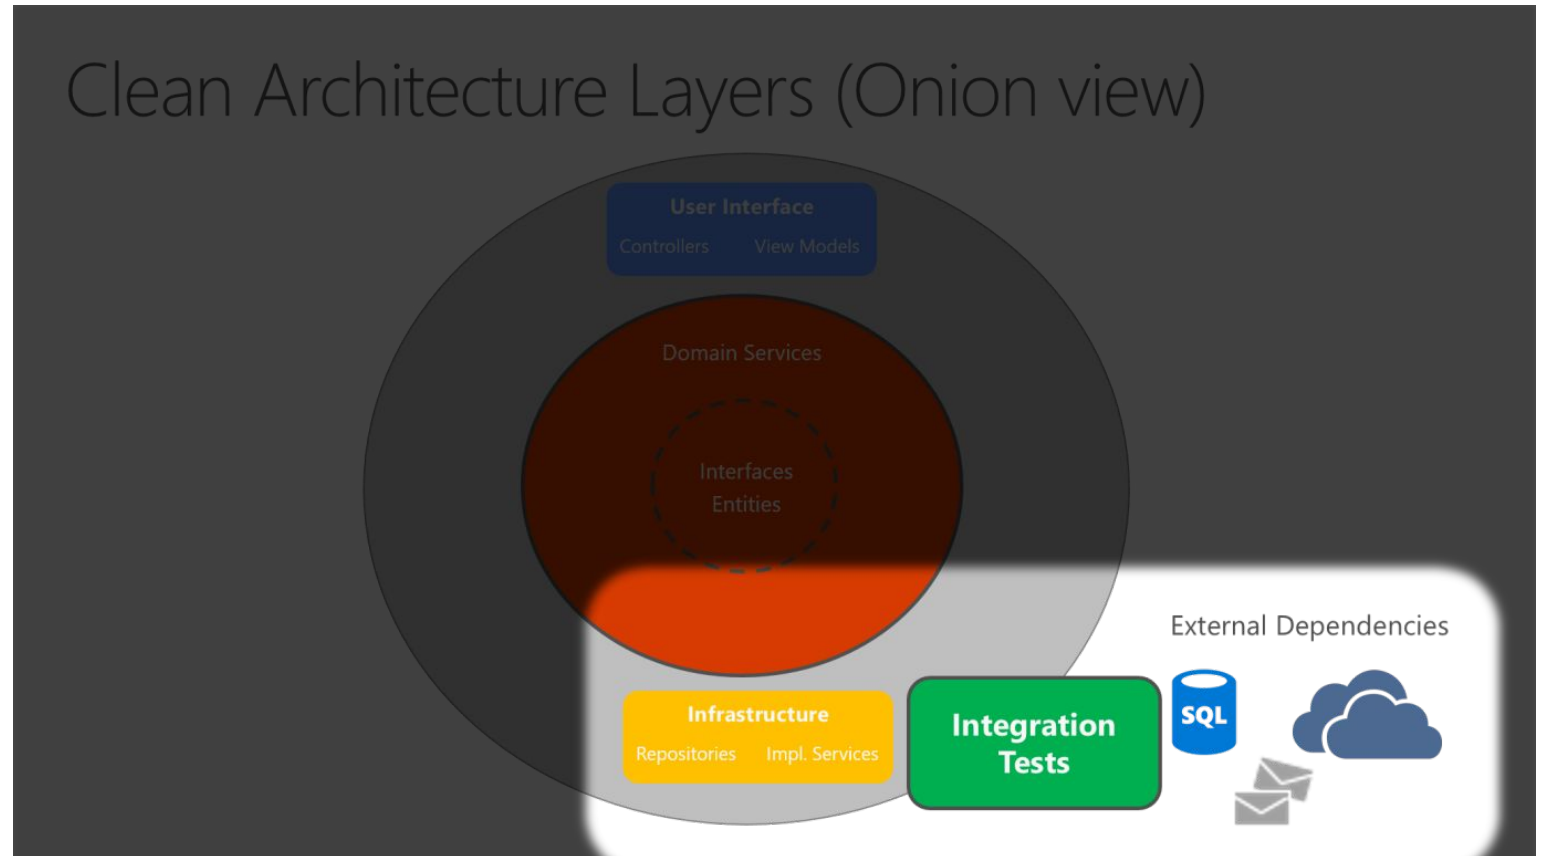 Clean Architecture Layers (Onion view)
User Interface
Controllers View Models
Domain Services
Interfaces
Entities
External Dependencies
Infrastructure
Repositories Impl. Services
Integration
Tests
SQL